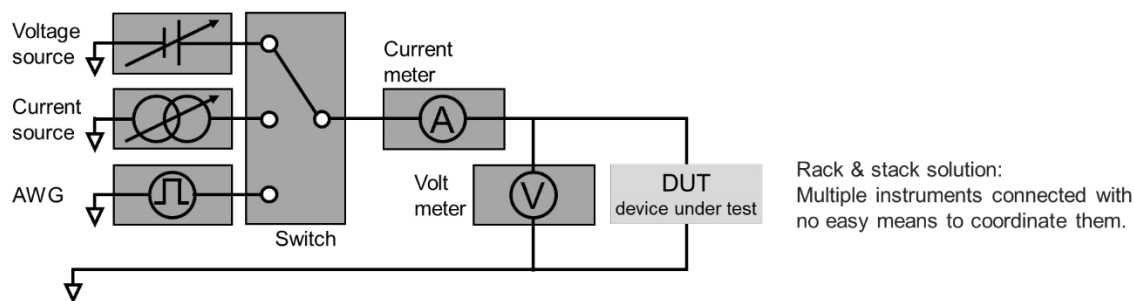 Voltage
source
Current
source
AWG
Switch
Current
meter
A
Volt
meter
V
DUT
device under test
Rack & stack solution:
Multiple instruments connected with
no easy means to coordinate them.